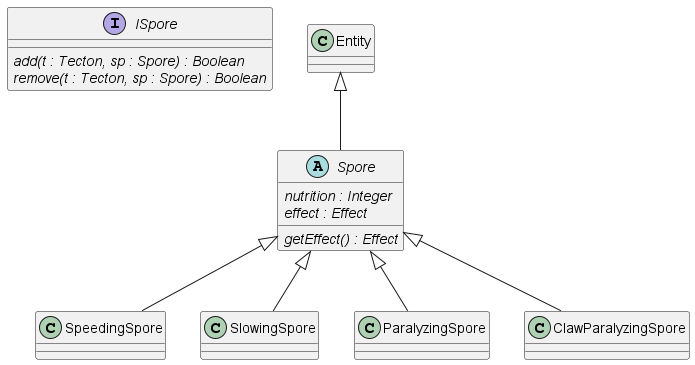 I ISpore
add(t : Tecton, sp : Spore) : Boolean
remove(t : Tecton, sp : Spore) : Boolean
C Entity
A Spore
nutrition : Integer
effect : Effect
getEffect() : Effect
C SpeedingSpore
C SlowingSpore
C ParalyzingSpore
C ClawParalyzingSpore